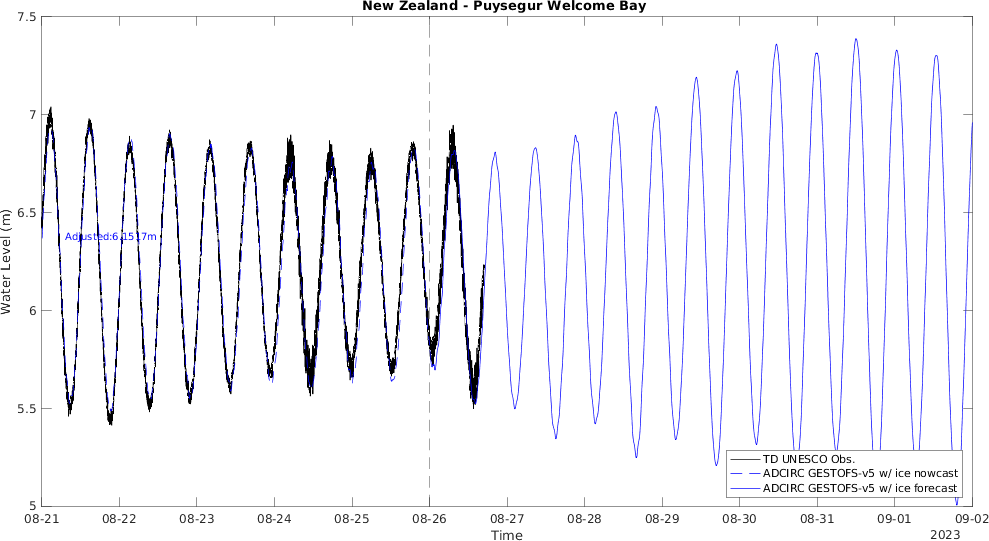 New Zealand - Puysegur Welcome Bay
7.5
7
6.5
6
5.5
5
Water Level (m)
Adjusted:6.1517m
TD UNESCO Obs.
ADCIRC GESTOFS-v5 w/ ice nowcast
ADCIRC GESTOFS-v5 w/ ice forecast
08-21 08-22 08-23 08-24 08-25 08-26 08-27 08-28 08-29 08-30 08-31 09-01 09-02
Time
2023